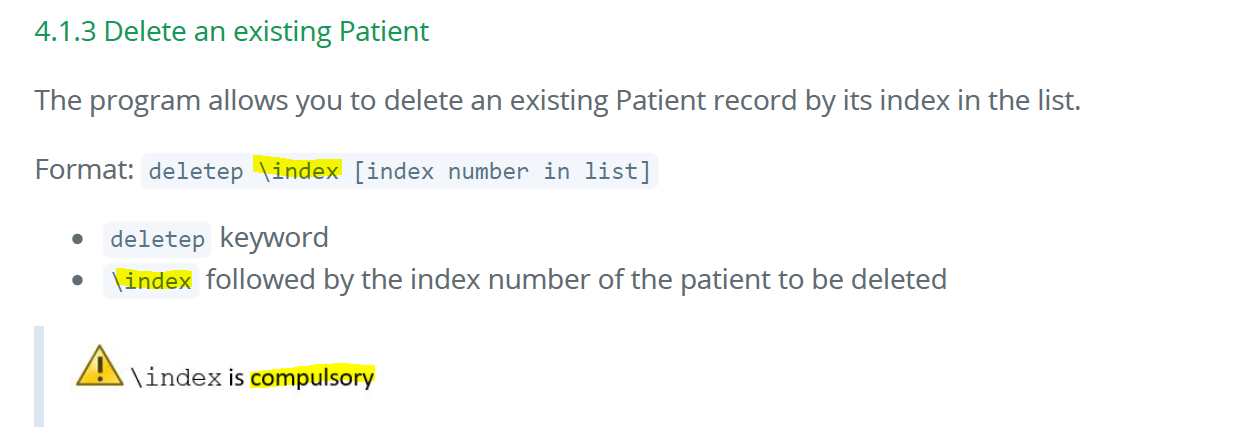 4.1.3 Delete an existing Patient
The program allows you to delete an existing Patient record by its index in the list.
Format: deletep \index [index number in list]
deletep keyword
\index followed by the index number of the patient to be deleted
\index is compulsory